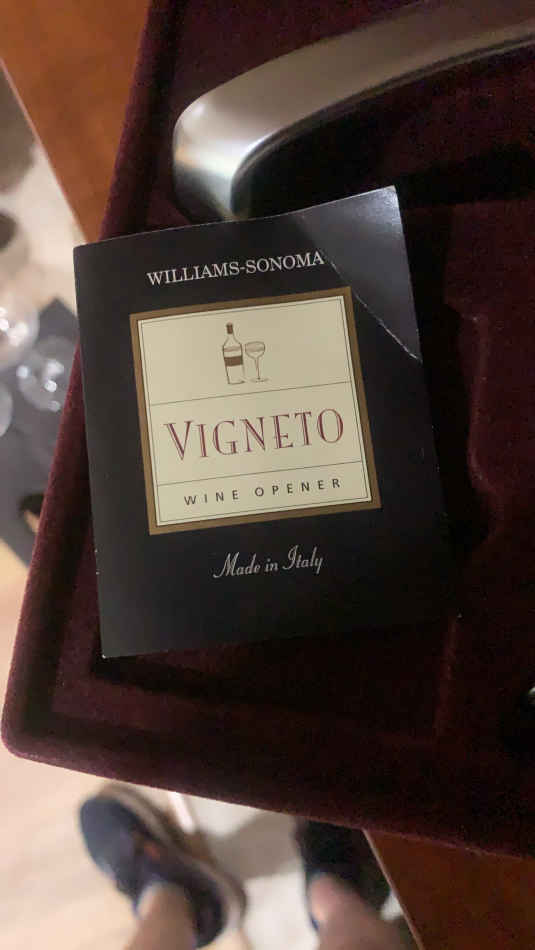 WILLIAMS-SONOMA
VIGNETO
WINE OPENER
Made in Italy